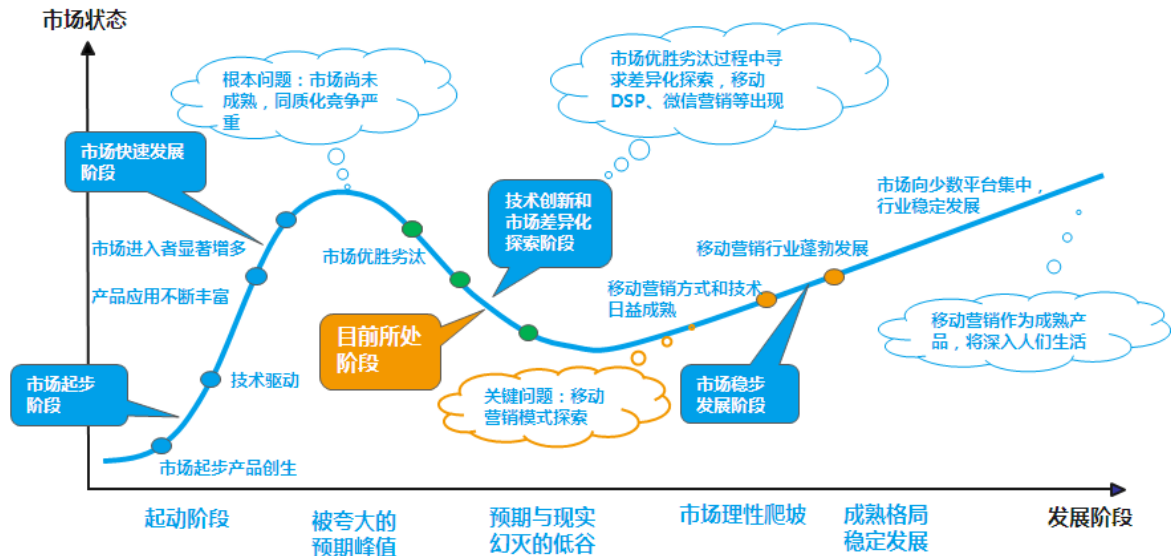 市场状态
根本问题：市场尚未
成熟，同质化竞争严
重
市场优胜劣汰过程中寻
求差异化探索，移动
DSP、微信营销等出现
市场快速发展
阶段
技术创新和
市场差异化
探索阶段
市场向少数平台集中，
行业稳定发展
市场进入者显著增多
市场优胜劣汰
移动营销行业蓬勃发展
产品应用不断丰富
移动营销方式和技术
日益成熟
目前所处
阶段
移动营销作为成熟产
品，将深入人们生活
市场起步
阶段
技术驱动
关键问题：移动
营销模式探索
市场稳步
发展阶段
市场起步产品创生
起动阶段
被夸大的
预期峰值
预期与现实
幻灭的低谷
市场理性爬坡
成熟格局
稳定发展
发展阶段